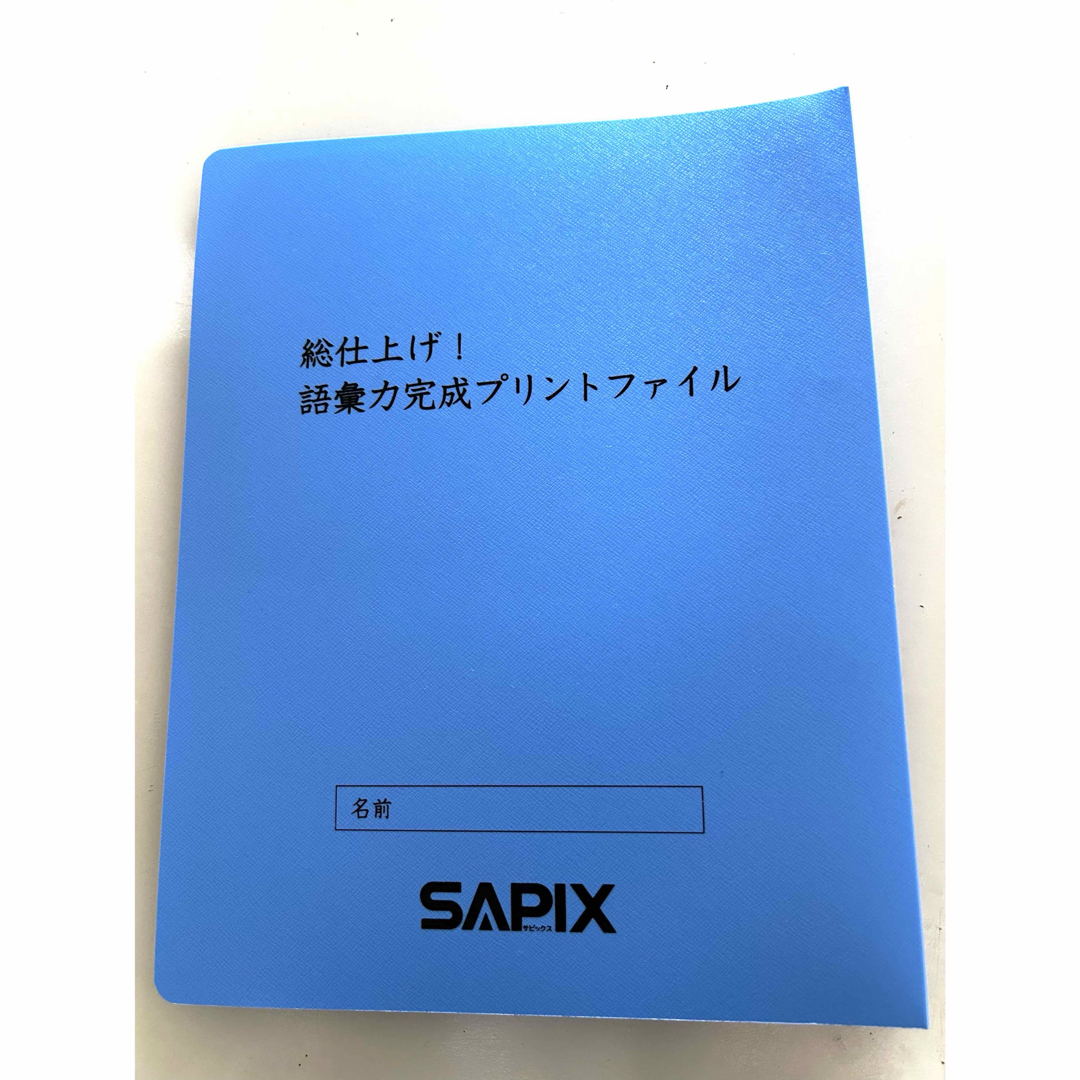 総仕上げ！
語彙力完成プリントファイル
名前
SAPIX
サピックス